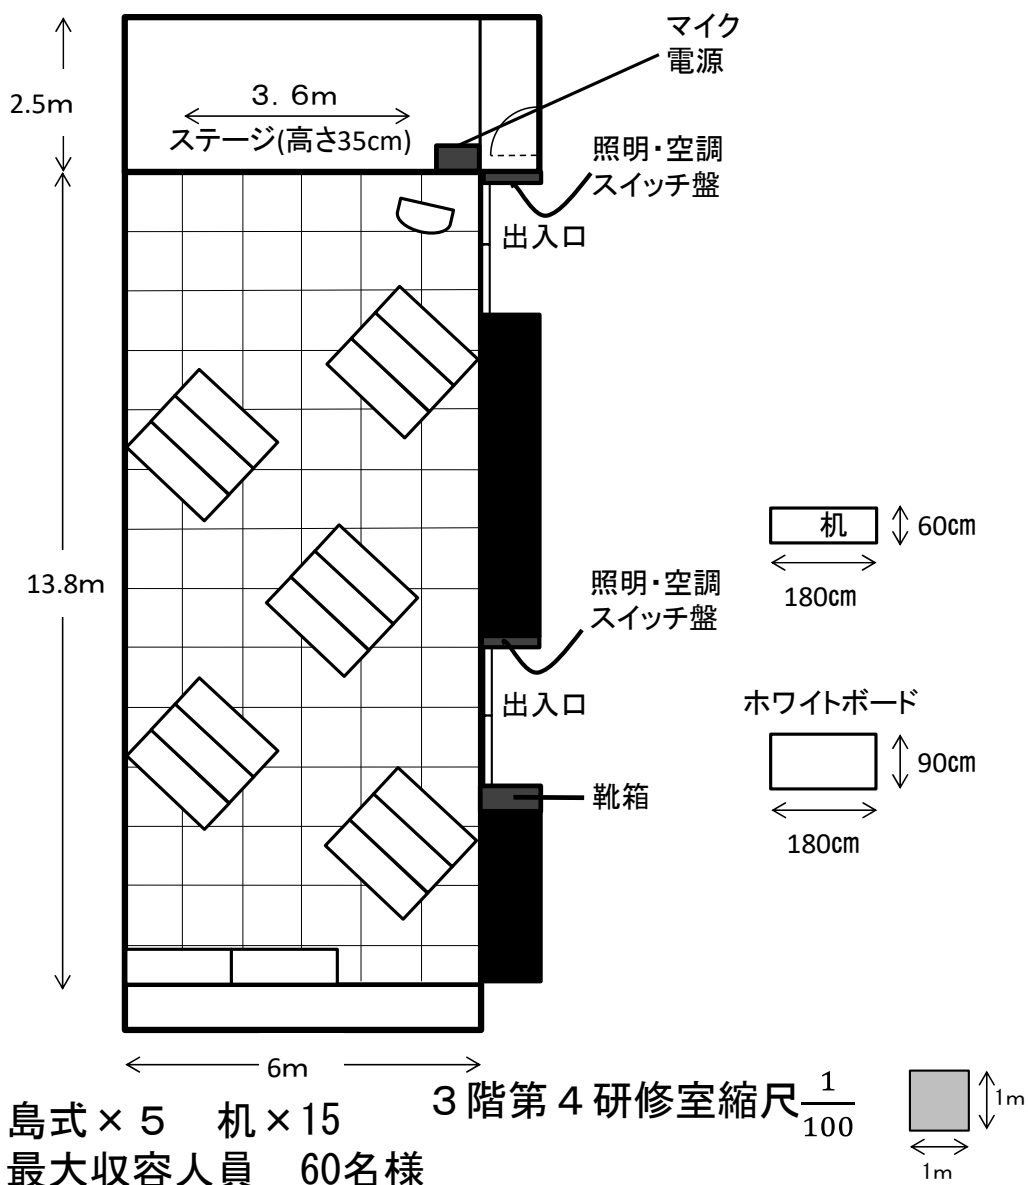 マイク
電源
2.5m
3.6m
ステージ(高さ35cm)
照明・空調
スイッチ盤
出入口
13.8m
机
60㎝
180㎝
照明・空調
スイッチ盤
出入口
ホワイトボード
90㎝
180㎝
靴箱
6m
3階第4研修室縮尺1/100
1m
1m
島式×5 机×15
最大収容人員 60名様